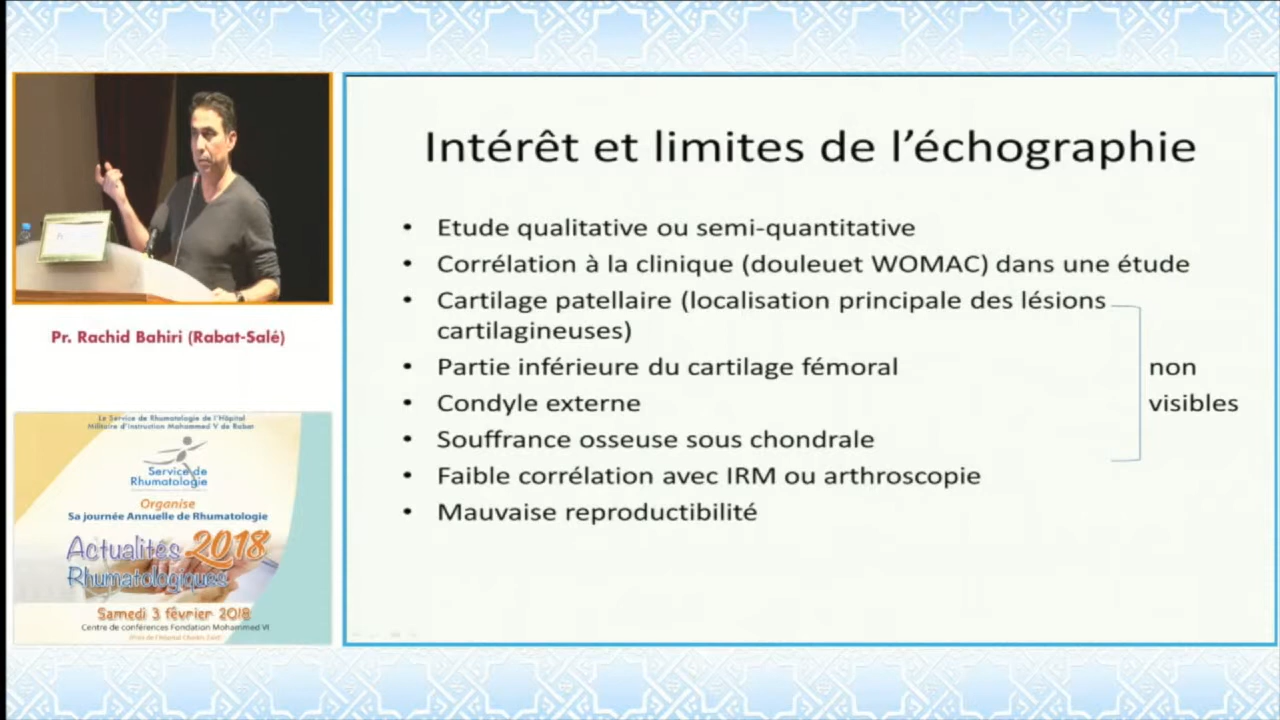 Intérêt et limites de l'échographie
• Etude qualitative ou semi-quantitative
• Corrélation à la clinique (douleuet WOMAC) dans une étude
• Cartilage patellaire (localisation principale des lésions
cartilagineuses)
• Partie inférieure du cartilage fémoral
• Condyle externe
• Souffrance osseuse sous chondrale
non
visibles
• Faible corrélation avec IRM ou arthroscopie
• Mauvaise reproductibilité
Pr. Rachid Bahiri (Rabat-Salé)
Le Service de Rhumatologie de l'Hôpital
Militaire d'Instruction Mohammed V de Rabat
Service de
Rhumatologie
Organise
Sa journée Annuelle de Rhumatologie
Actualités 2018
Rhumatologiques
Samedi 3 février 2018
Centre de conférences Fondation Mohammed VI